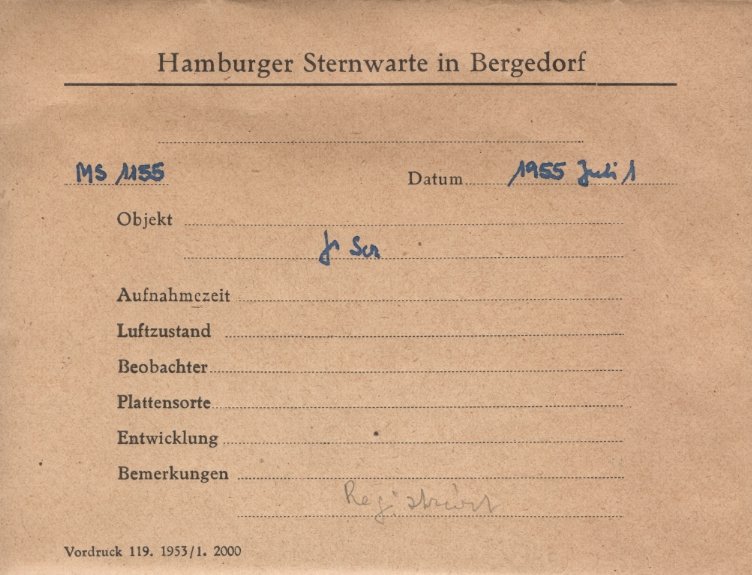 Hamburger Sternwarte in Bergedorf
MS 1155 Datum 1955 Juli 1
Objekt
Scr
Aufnahmezeit
Luftzustand
Beobachter
Plattensorte
Entwicklung
Bemerkungen
Registriert
Vordruck 119. 1953/1. 2000